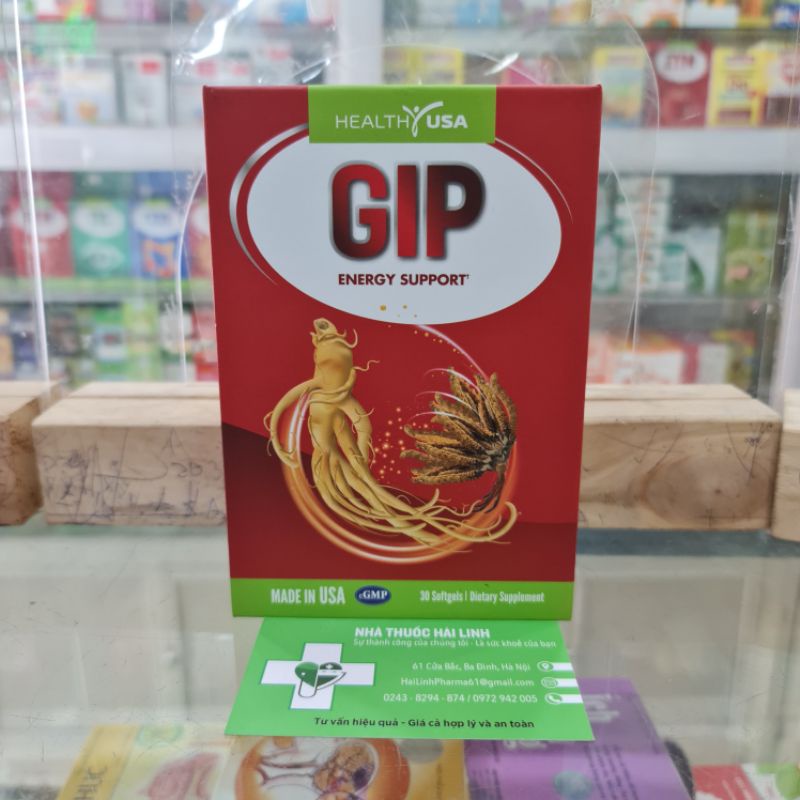 HEALTHY USA
GIP
ENERGY SUPPORT†
MADE IN USA
cGMP
30 Softgels | Dietary Supplement
NHÀ THUỐC HẢI LINH
Sự thành công của chúng tôi - Là sức khoẻ của bạn
61 Cửa Bắc, Ba Đình, Hà Nội
HaiLinhPharma61@gmail.com
0243 - 8294 - 874 / 0972 942 005
Tư vấn hiệu quả - Giá cả hợp lý và an toàn